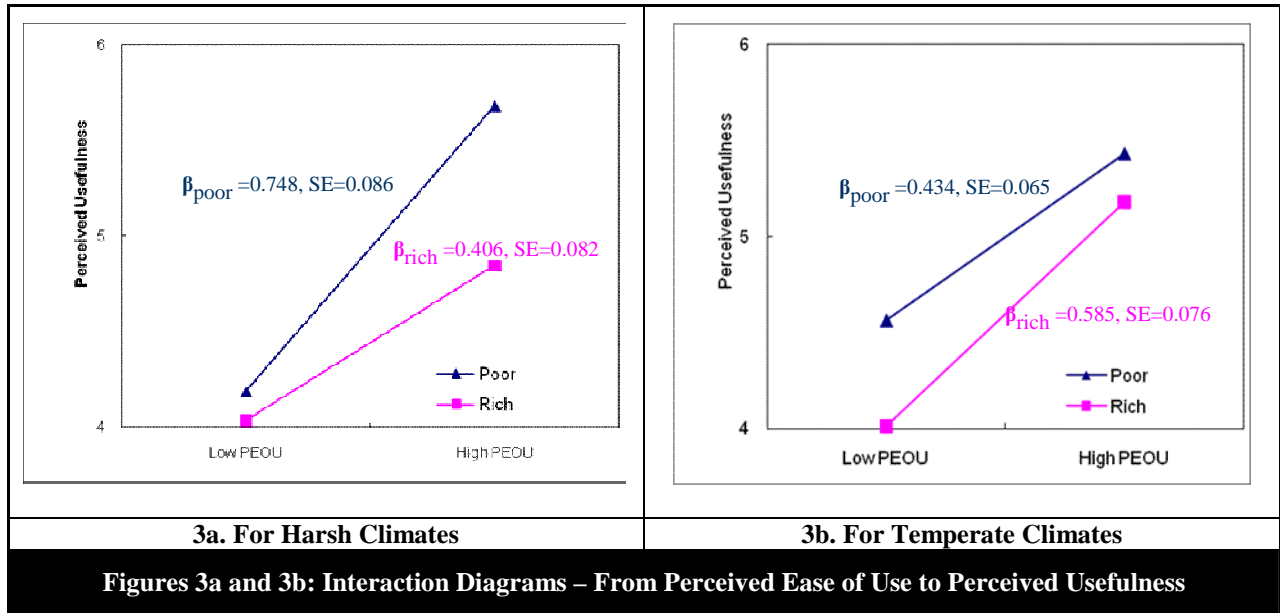 6
Perceived Usefulness
βpoor =0.748, SE=0.086
5
βrich =0.406, SE=0.082
Poor
Rich
4
Low PEOU High PEOU
3a. For Harsh Climates
6
Perceived Usefulness
βpoor =0.434, SE=0.065
5
βrich =0.585, SE=0.076
Poor
Rich
4
Low PEOU High PEOU
3b. For Temperate Climates
Figures 3a and 3b: Interaction Diagrams – From Perceived Ease of Use to Perceived Usefulness